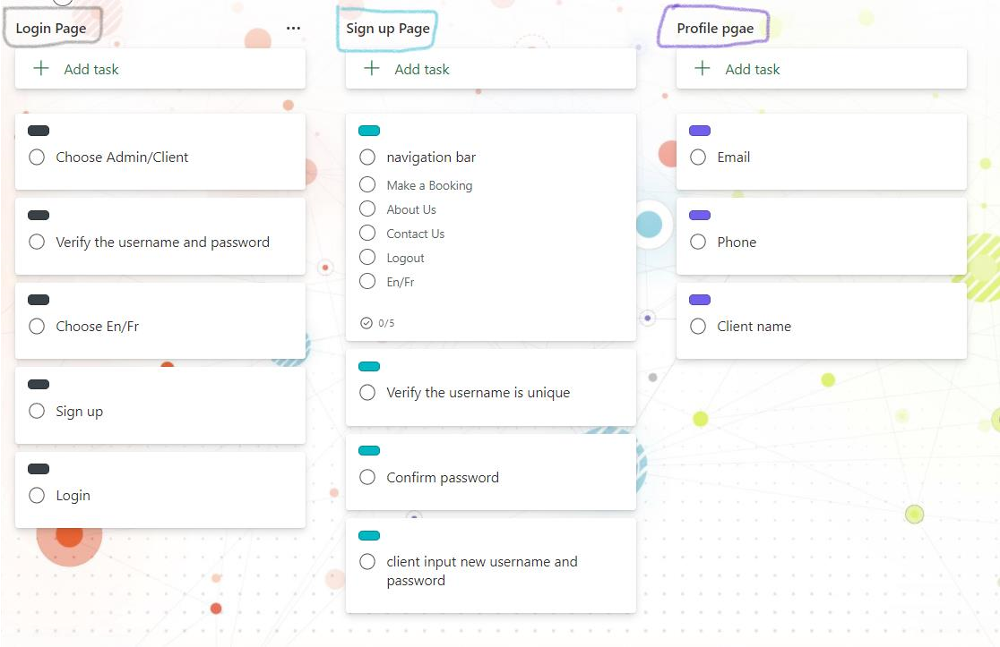 Login Page
Add task
Choose Admin/Client
Verify the username and password
Choose En/Fr
Sign up
Login
Sign up Page
Add task
navigation bar
Make a Booking
About Us
Contact Us
Logout
En/Fr
0/5
Verify the username is unique
Confirm password
client input new username and
password
Profile pgae
Add task
Email
Phone
Client name